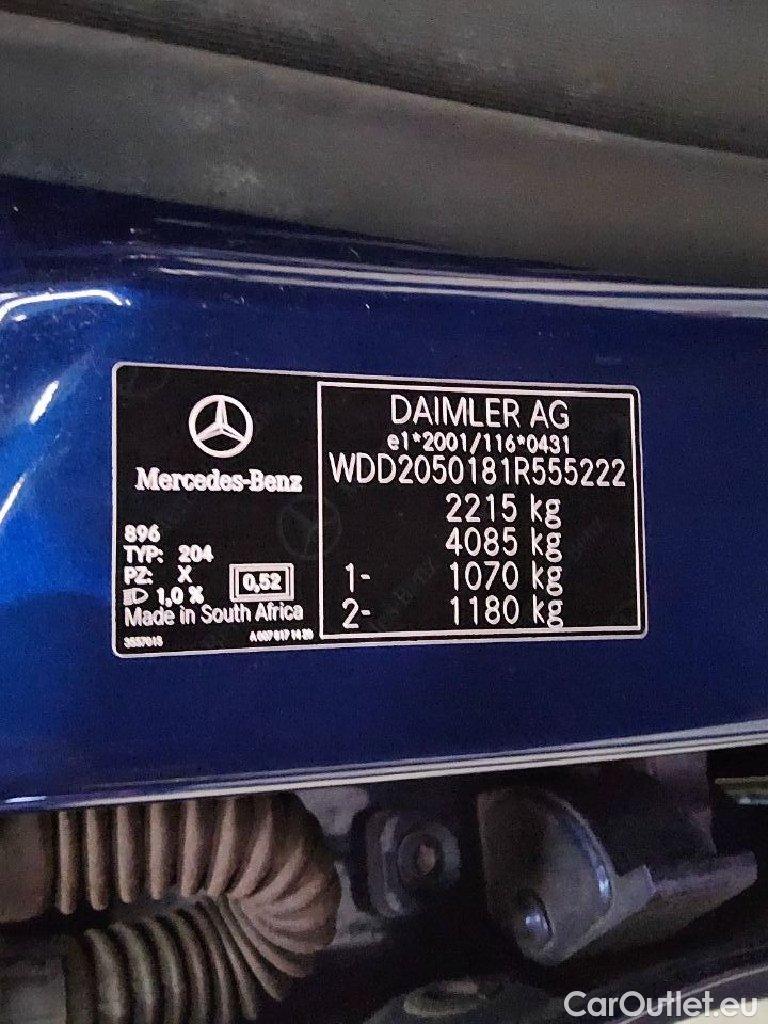 Mercedes-Benz
896
TYP: 204
PZ: X
1,0 %
0,52
Made in South Africa
3557015
DAIMLER AG
e1*2001/116*0431
WDD2050181R555222
2215 kg
4085 kg
1- 1070 kg
2- 1180 kg
CarOutlet.eu